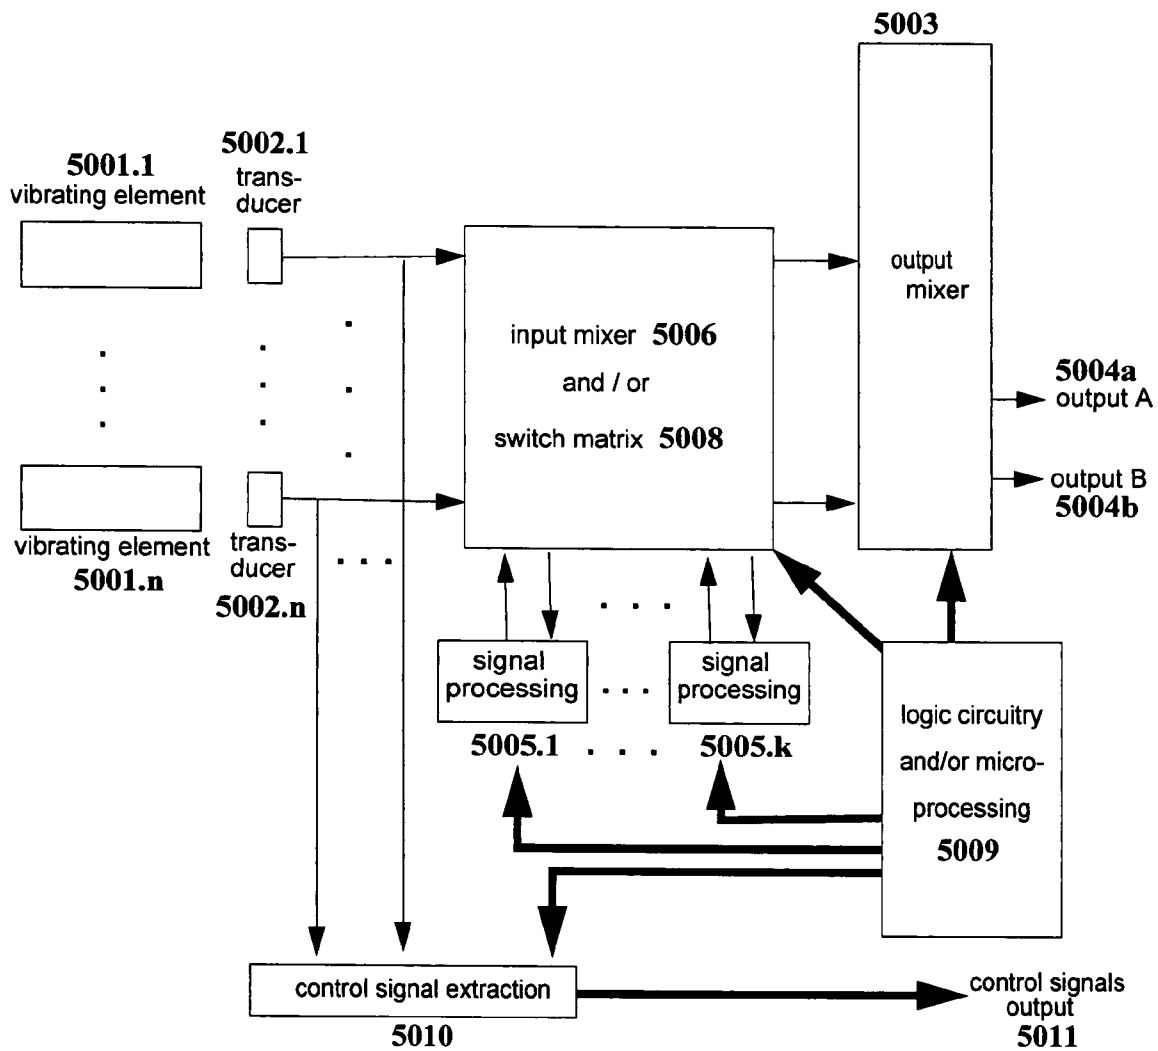 5003
5001.1
vibrating element
5002.1
trans-
ducer
input mixer 5006
and / or
switch matrix 5008
output
mixer
5004a
output A
output B
5004b
vibrating element
5001.n
trans-
ducer
5002.n
signal
processing
5005.1
signal
processing
5005.k
logic circuitry
and/or micro-
processing
5009
control signal extraction
5010
control signals
output
5011